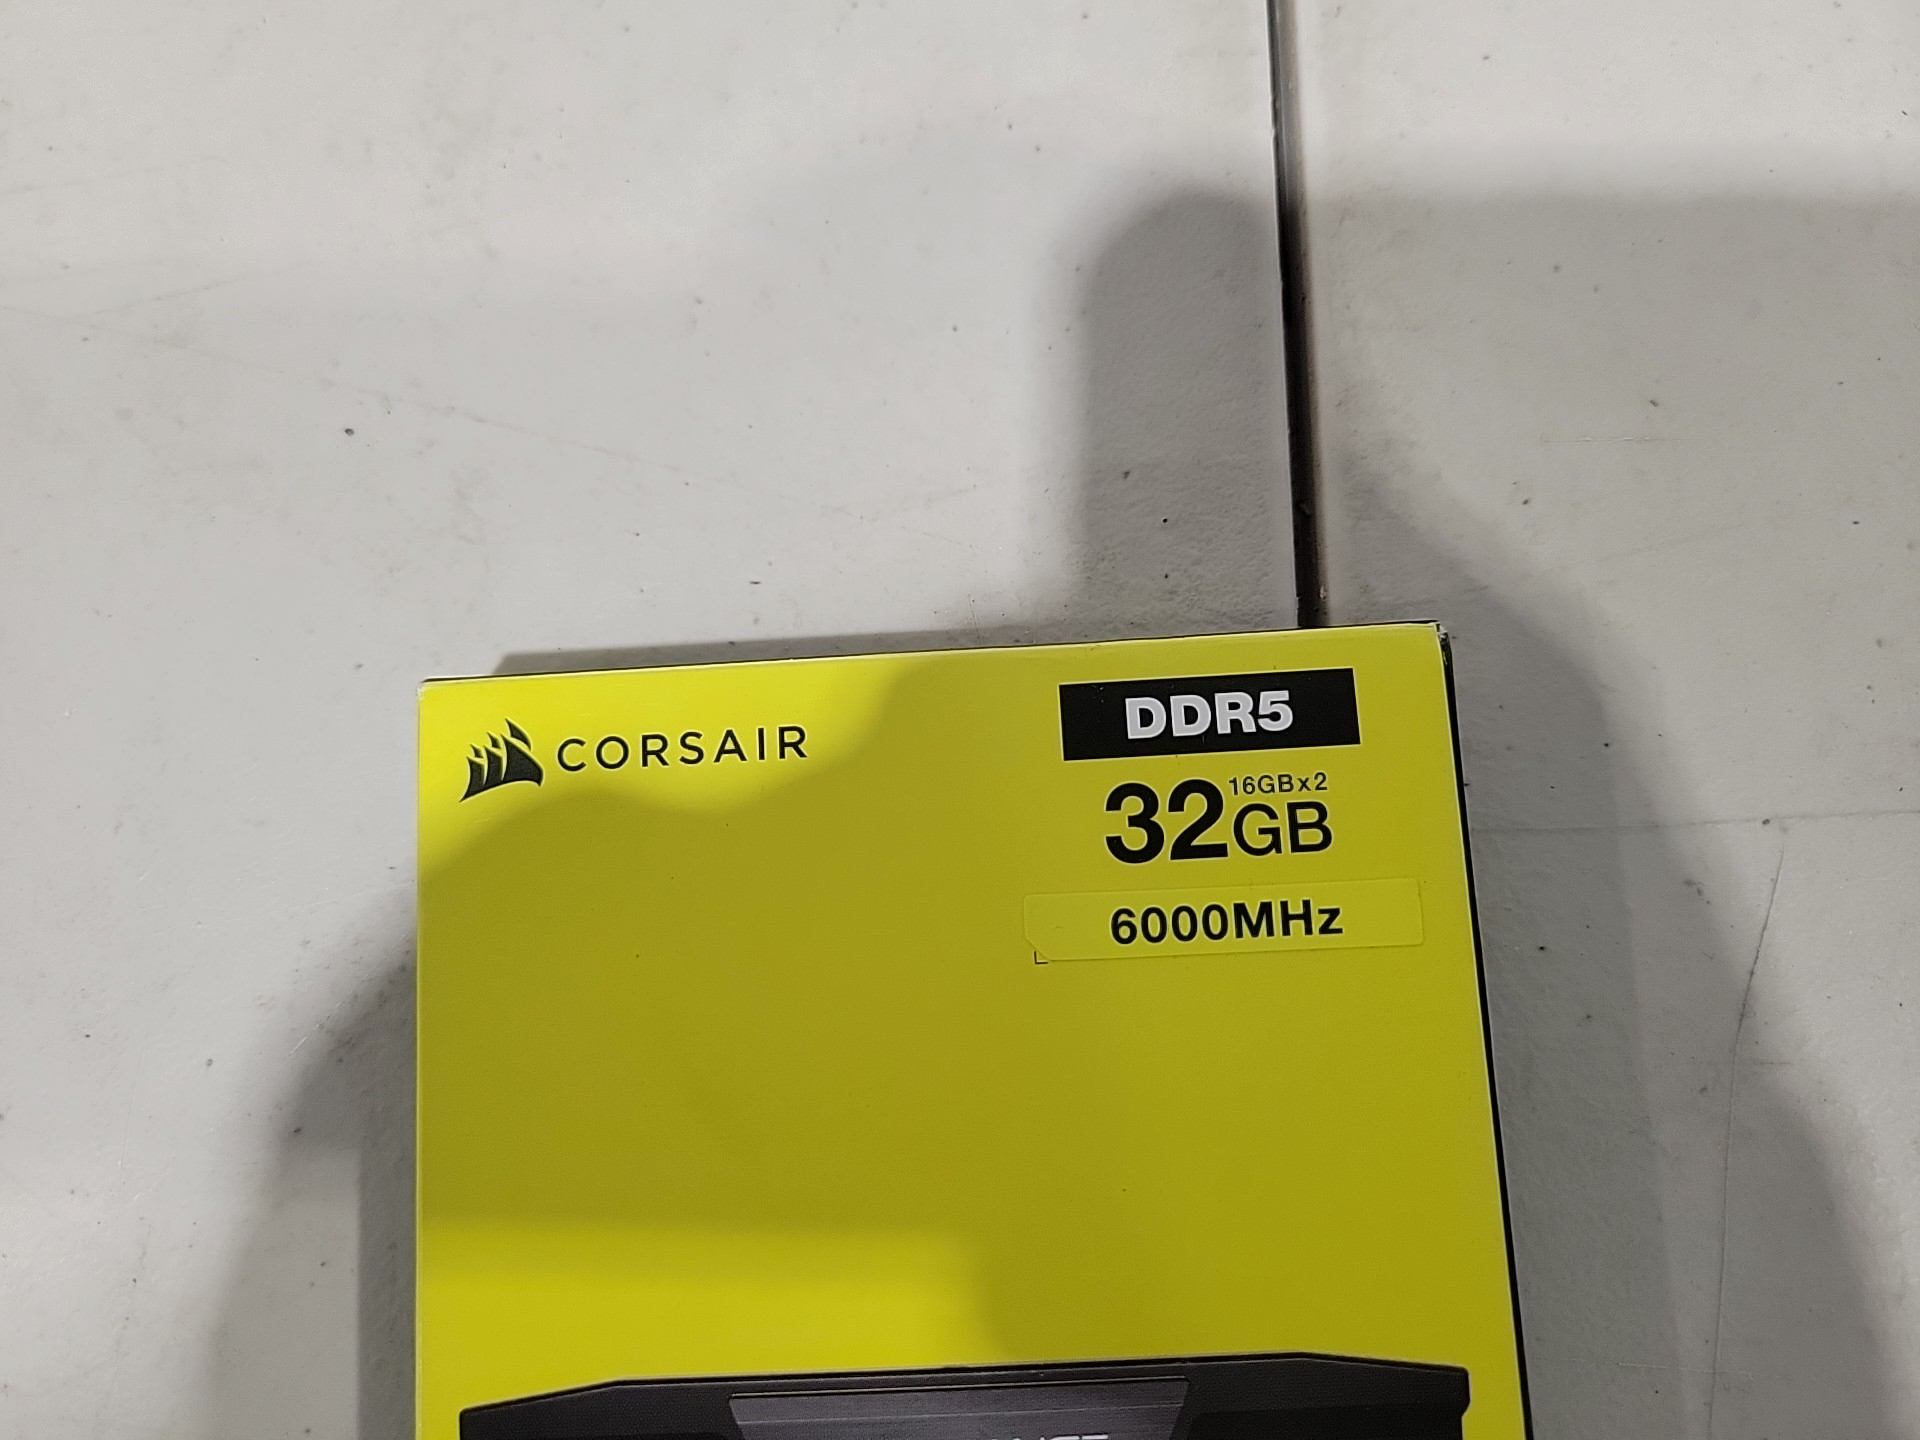 CORSAIR
DDR5
16GBx2
32GB
6000MHz